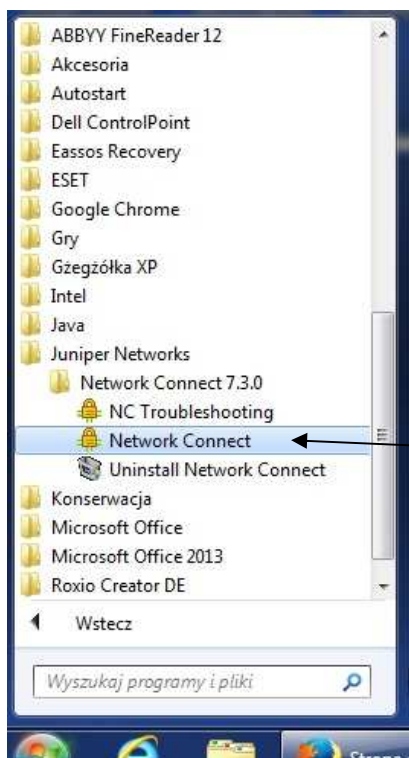 ABBYY FineReader 12
Akcesoria
Autostart
Dell ControlPoint
Eassos Recovery
ESET
Google Chrome
Gry
Gżegżółka XP
Intel
Java
Juniper Networks
Network Connect 7.3.0
NC Troubleshooting
Network Connect
Uninstall Network Connect
Konserwacja
Microsoft Office
Microsoft Office 2013
Roxio Creator DE
Wstecz
Wyszukaj programy i pliki